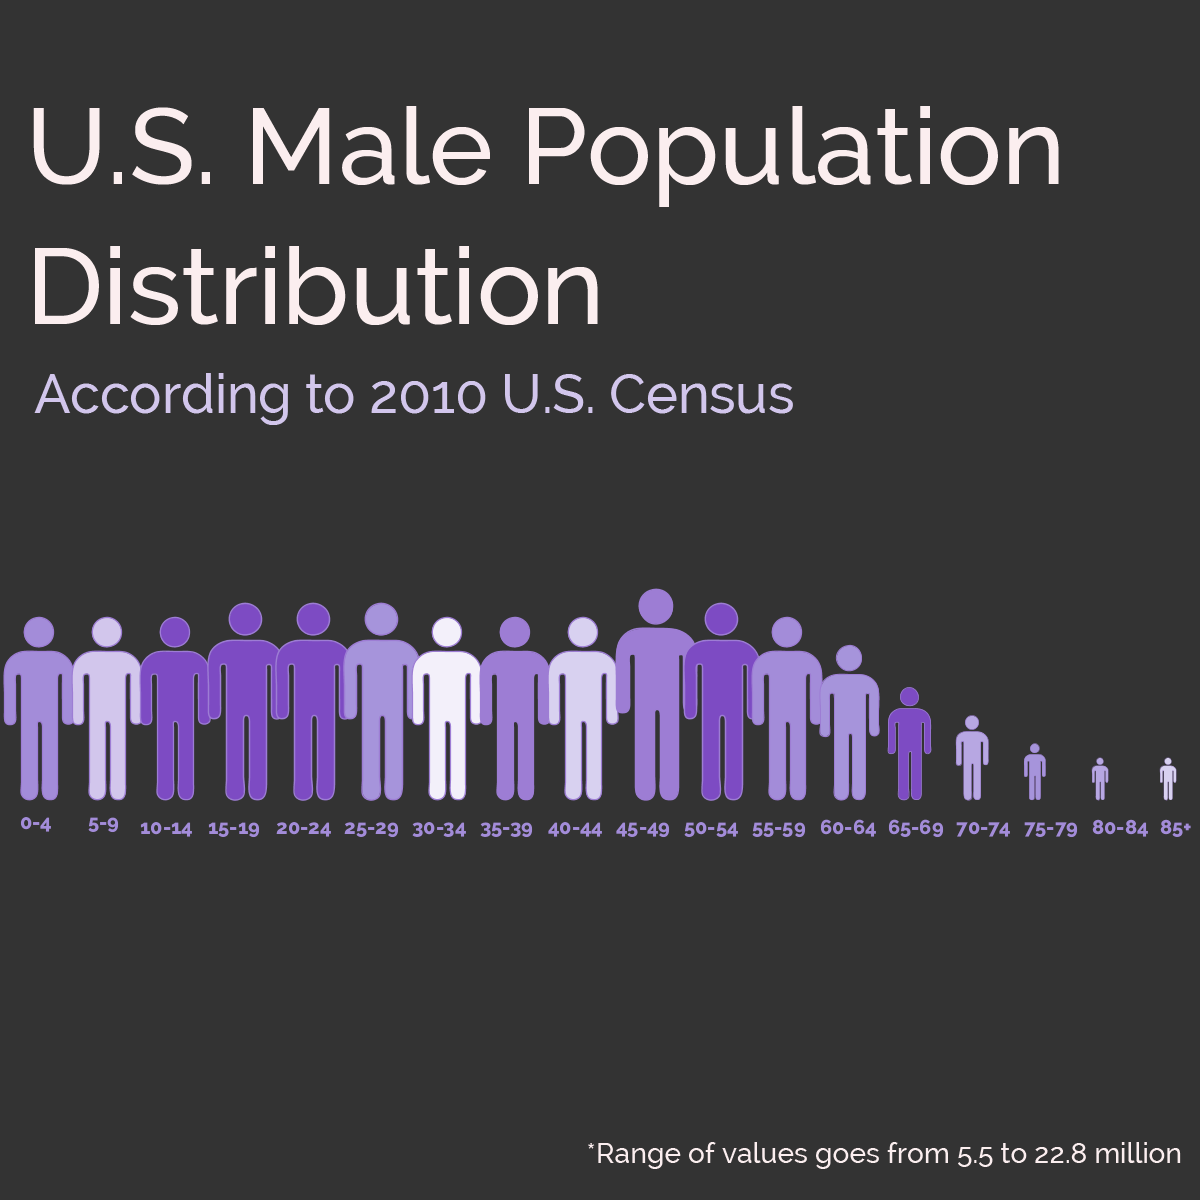 U.S. Male Population
Distribution
According to 2010 U.S. Census
0-4 5-9 10-14 15-19 20-24 25-29 30-34 35-39 40-44 45-49 50-54 55-59 60-64 65-69 70-74 75-79 80-84 85+
*Range of values goes from 5.5 to 22.8 million